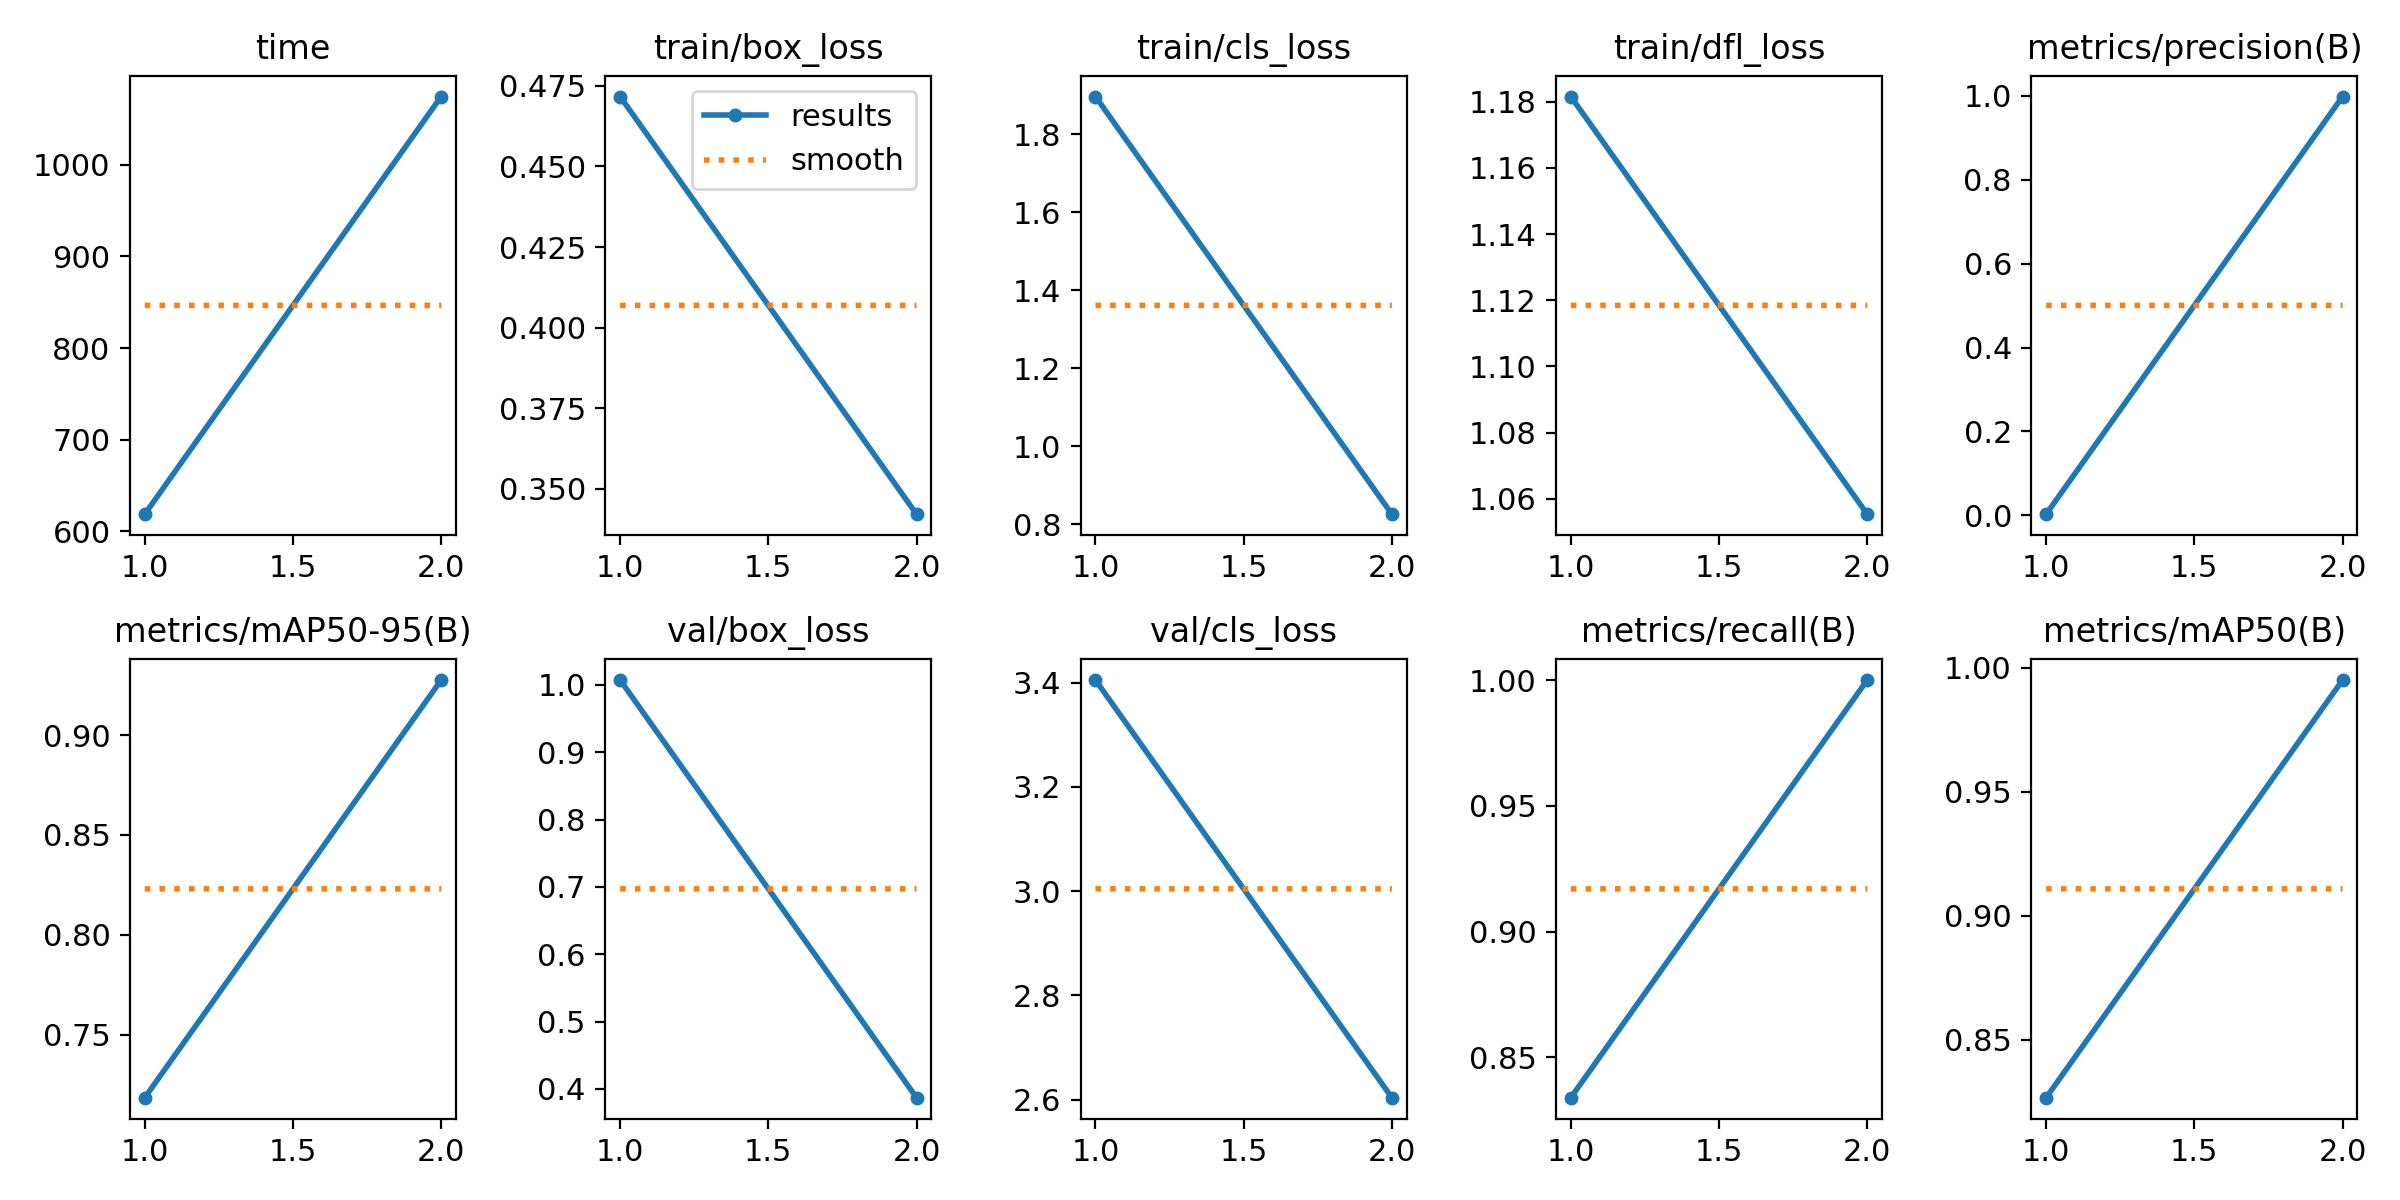 time
1000
900
800
700
600
1.0 1.5 2.0
train/box_loss
results
smooth
0.475
0.450
0.425
0.400
0.375
0.350
1.0 1.5 2.0
train/cls_loss
1.8
1.6
1.4
1.2
1.0
0.8
1.0 1.5 2.0
train/dfl_loss
1.18
1.16
1.14
1.12
1.10
1.08
1.06
1.0 1.5 2.0
metrics/precision(B)
1.0
0.8
0.6
0.4
0.2
0.0
1.0 1.5 2.0
metrics/mAP50-95(B)
0.90
0.85
0.80
0.75
1.0 1.5 2.0
val/box_loss
1.0
0.9
0.8
0.7
0.6
0.5
0.4
1.0 1.5 2.0
val/cls_loss
3.4
3.2
3.0
2.8
2.6
1.0 1.5 2.0
metrics/recall(B)
1.00
0.95
0.90
0.85
1.0 1.5 2.0
metrics/mAP50(B)
1.00
0.95
0.90
0.85
1.0 1.5 2.0